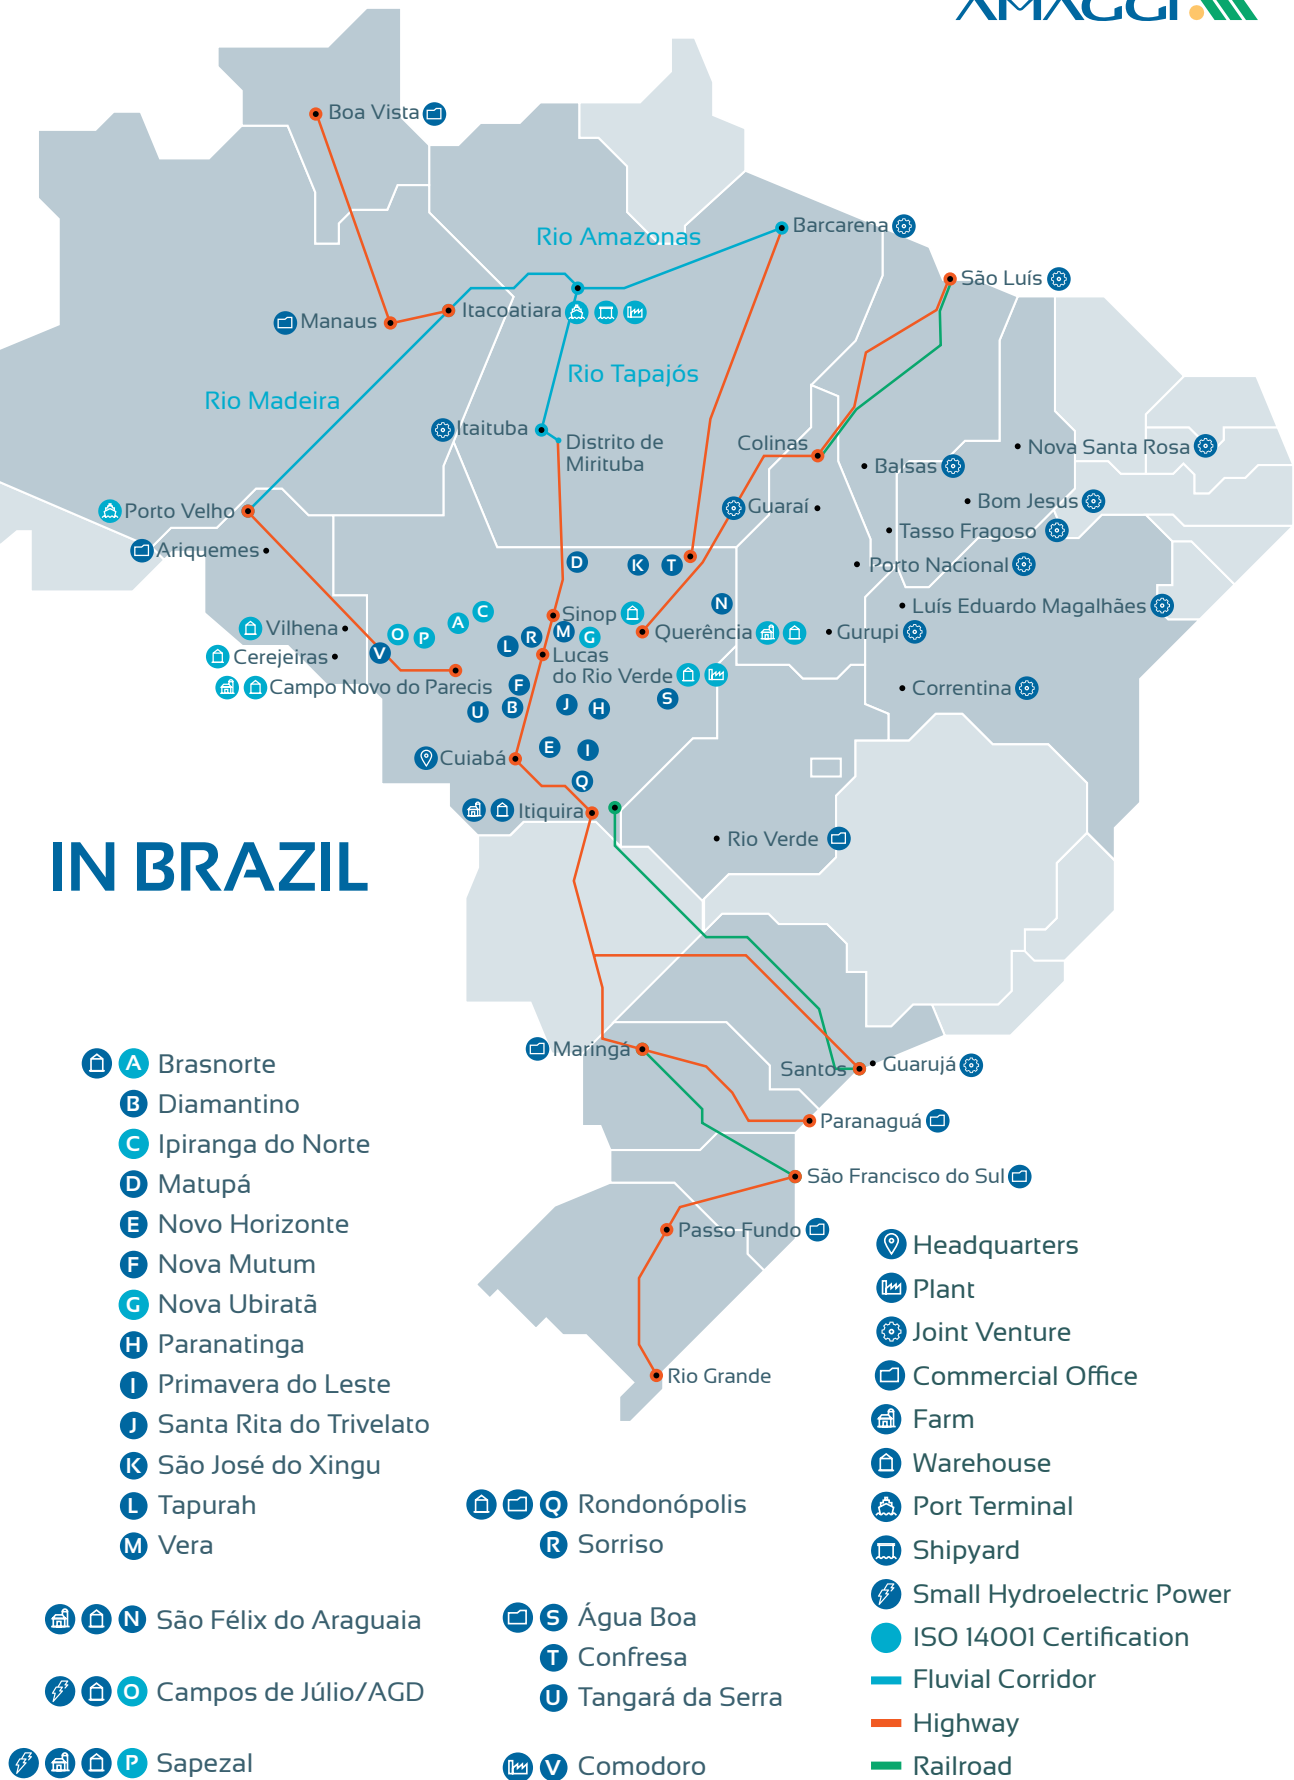 AMAGGI
Boa Vista
Rio Amazonas
Barcarena
São Luís
Manaus
Itacoatiara
Rio Tapajós
Rio Madeira
Itaituba
Distrito de
Mirituba
Colinas
Nova Santa Rosa
Balsas
Guaraí
Bom Jesus
Porto Velho
Tasso Fragoso
Ariquemes
Porto Nacional
D
K
T
N
Luís Eduardo Magalhães
Sinop
C
A
Vilhena
O
P
R
M
G
Querência
Gurupi
L
V
Cerejeiras
Lucas
do Rio Verde
Campo Novo do Parecis
F
S
Correntina
U
B
J
H
E
I
Cuiabá
Q
Itiquira
Rio Verde
IN BRAZIL
Maringá
Santos
Guarujá
Paranaguá
São Francisco do Sul
Passo Fundo
Rio Grande
A Brasnorte
B Diamantino
C Ipiranga do Norte
D Matupá
E Novo Horizonte
F Nova Mutum
G Nova Ubiratã
H Paranatinga
I Primavera do Leste
J Santa Rita do Trivelato
K São José do Xingu
L Tapurah
M Vera
N São Félix do Araguaia
O Campos de Júlio/AGD
P Sapezal
Q Rondonópolis
R Sorriso
S Água Boa
T Confresa
U Tangará da Serra
V Comodoro
Headquarters
Plant
Joint Venture
Commercial Office
Farm
Warehouse
Port Terminal
Shipyard
Small Hydroelectric Power
ISO 14001 Certification
Fluvial Corridor
Highway
Railroad